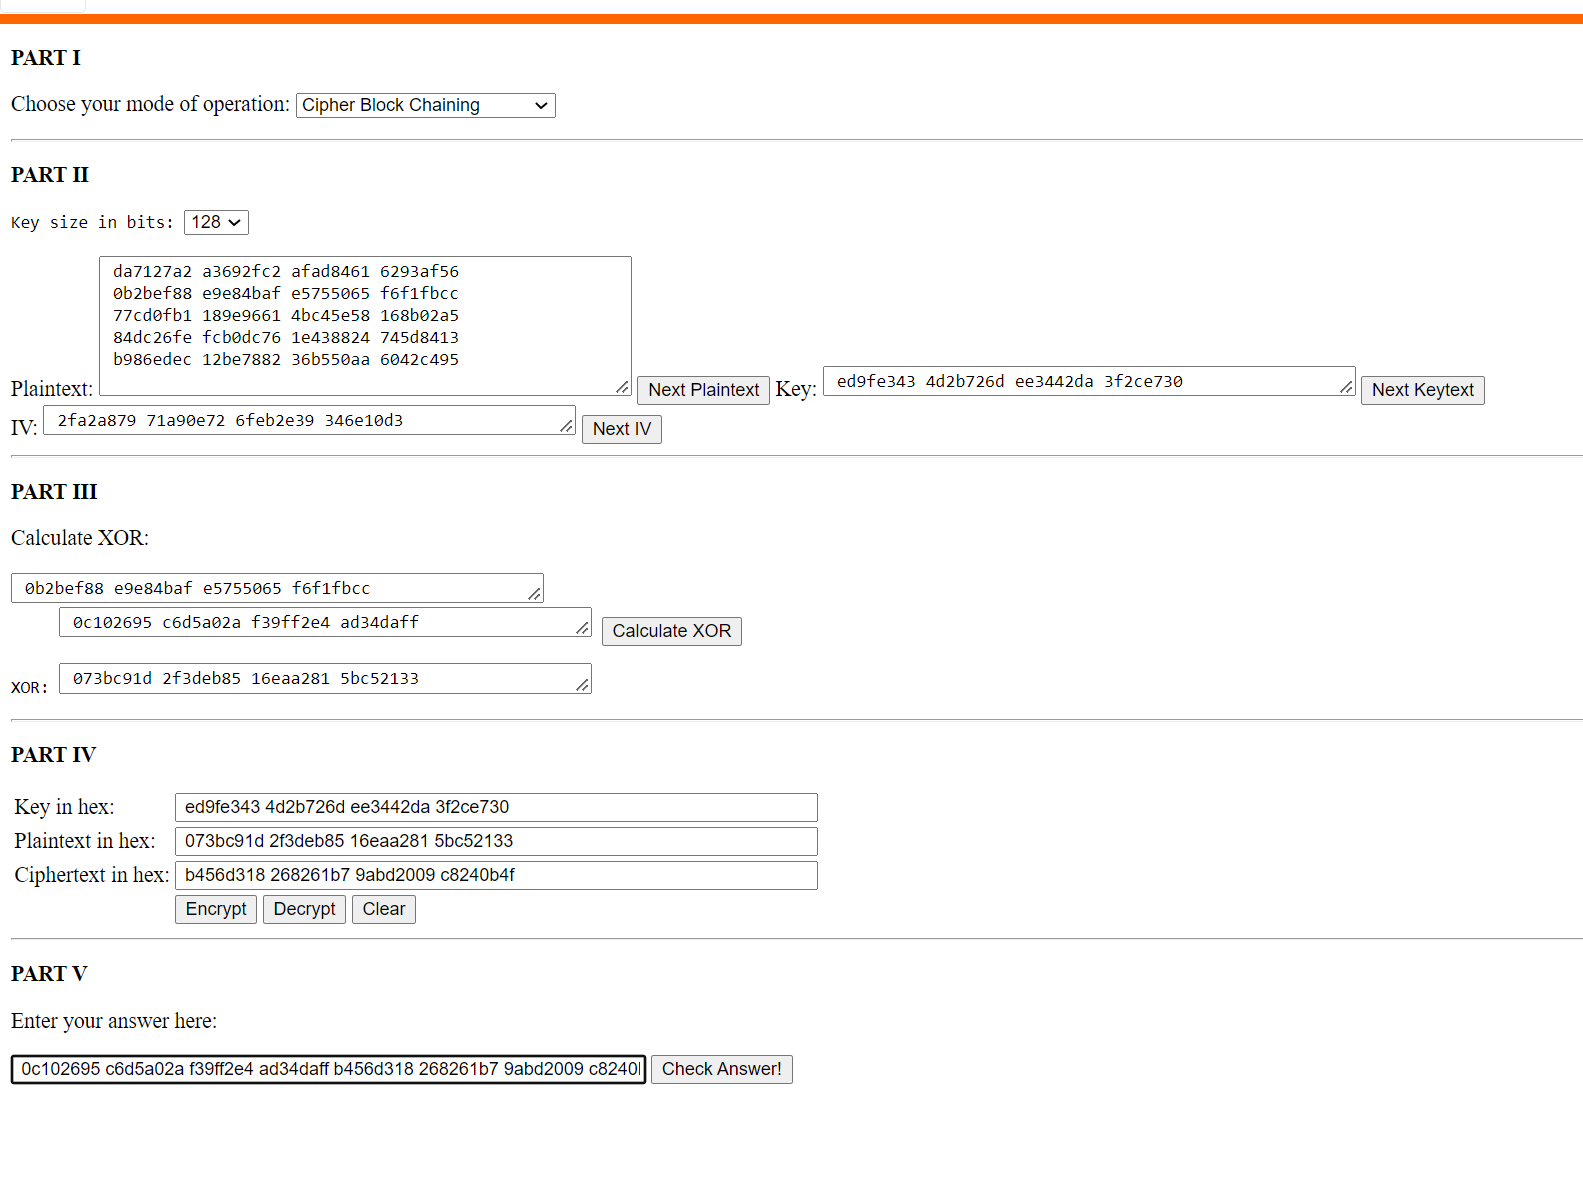 PART I
Choose your mode of operation: Cipher Block Chaining
PART II
Key size in bits: 128
da7127a2 a3692fc2 afad8461 6293af56
0b2bef88 e9e84baf e5755065 f6f1fbcc
77cd0fb1 189e9661 4bc45e58 168b02a5
84dc26fe fcb0dc76 1e438824 745d8413
b986edec 12be7882 36b550aa 6042c495
Plaintext: Next Plaintext Key: ed9fe343 4d2b726d ee3442da 3f2ce730 Next Keytext
IV: 2fa2a879 71a90e72 6feb2e39 346e10d3 Next IV
PART III
Calculate XOR:
0b2bef88 e9e84baf e5755065 f6f1fbcc
0c102695 c6d5a02a f39ff2e4 ad34daff Calculate XOR
XOR: 073bc91d 2f3deb85 16eaa281 5bc52133
PART IV
Key in hex: ed9fe343 4d2b726d ee3442da 3f2ce730
Plaintext in hex: 073bc91d 2f3deb85 16eaa281 5bc52133
Ciphertext in hex: b456d318 268261b7 9abd2009 c8240b4f
Encrypt Decrypt Clear
PART V
Enter your answer here:
0c102695 c6d5a02a f39ff2e4 ad34daff b456d318 268261b7 9abd2009 c8240 Check Answer!